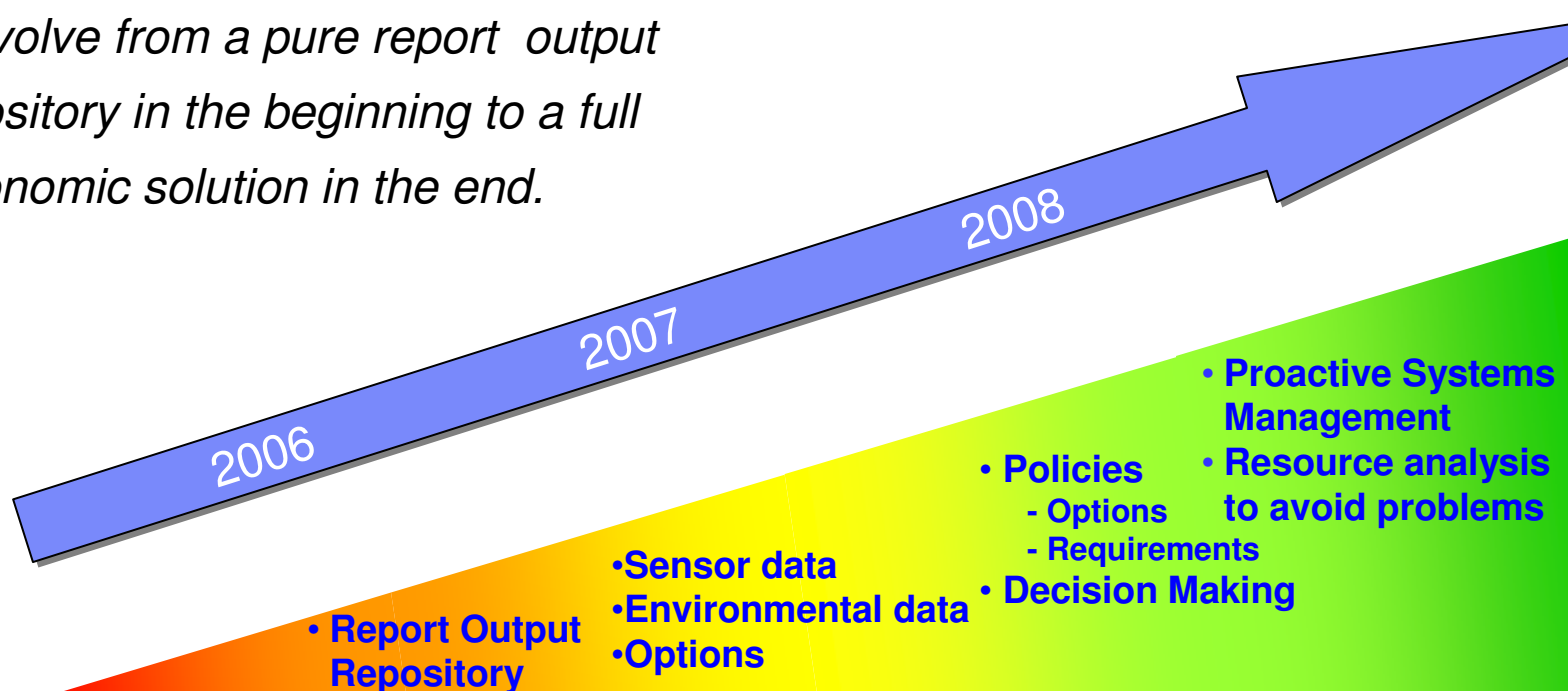 volve from a pure report output
ository in the beginning to a full
onomic solution in the end.
2006
2007
2008
• Report Output
Repository
•Sensor data
•Environmental data
•Options
• Policies
- Options
- Requirements
• Decision Making
• Proactive Systems
Management
• Resource analysis
to avoid problems